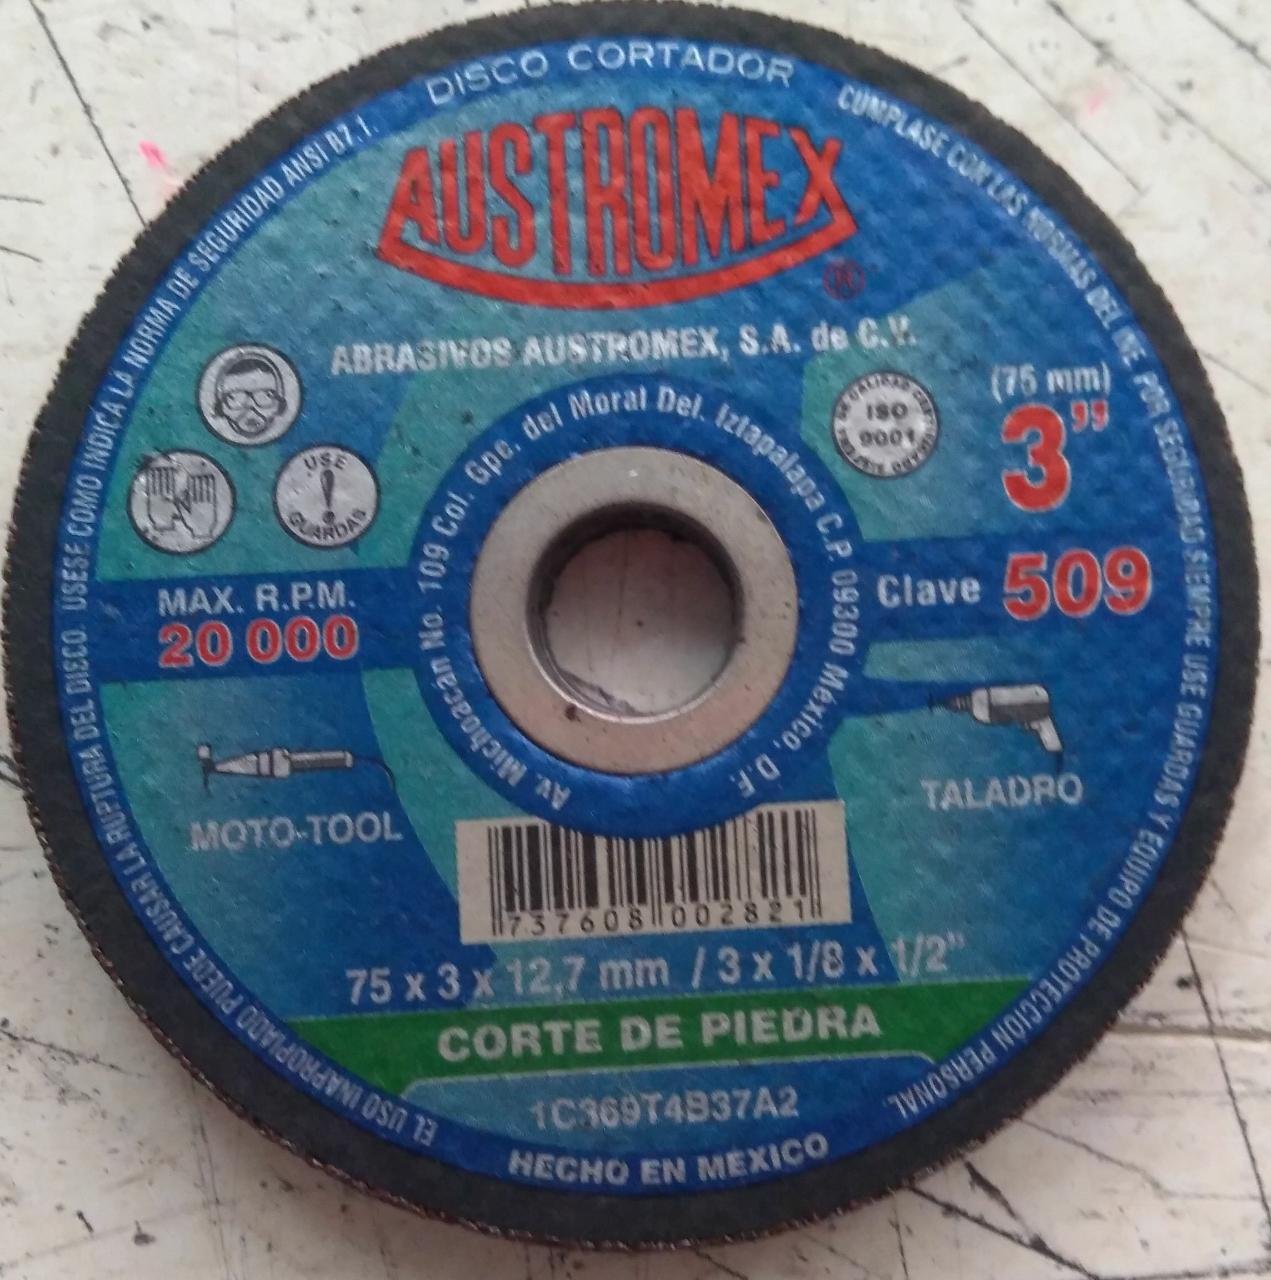 DISCO CORTADOR
CUMPLASE CON LAS NORMAS DEL INE. POR SEGURIDAD SIEMPRE USE GUARDAS Y EQUIPO DE PROTECCION PERSONAL.
EL USO INAPROPIADO PUEDE CAUSAR LA RUPTURA DEL DISCO. USESE COMO INDICA LA NORMA DE SEGURIDAD ANSI B7.1.
AUSTROMEX
®
ABRASIVOS AUSTROMEX, S.A. de C.V.
Av. Michoacan No. 109 Col. Gpe. del Moral Del. Iztapalapa C.P. 09300 México, D.F.
ISO
9001
(75 mm)
3"
USE
GUARDAS
MAX. R.P.M.
20 000
Clave 509
MOTO-TOOL
TALADRO
737608 002821
75 x 3 x 12,7 mm / 3 x 1/8 x 1/2"
CORTE DE PIEDRA
1C369T4B37A2
HECHO EN MÉXICO